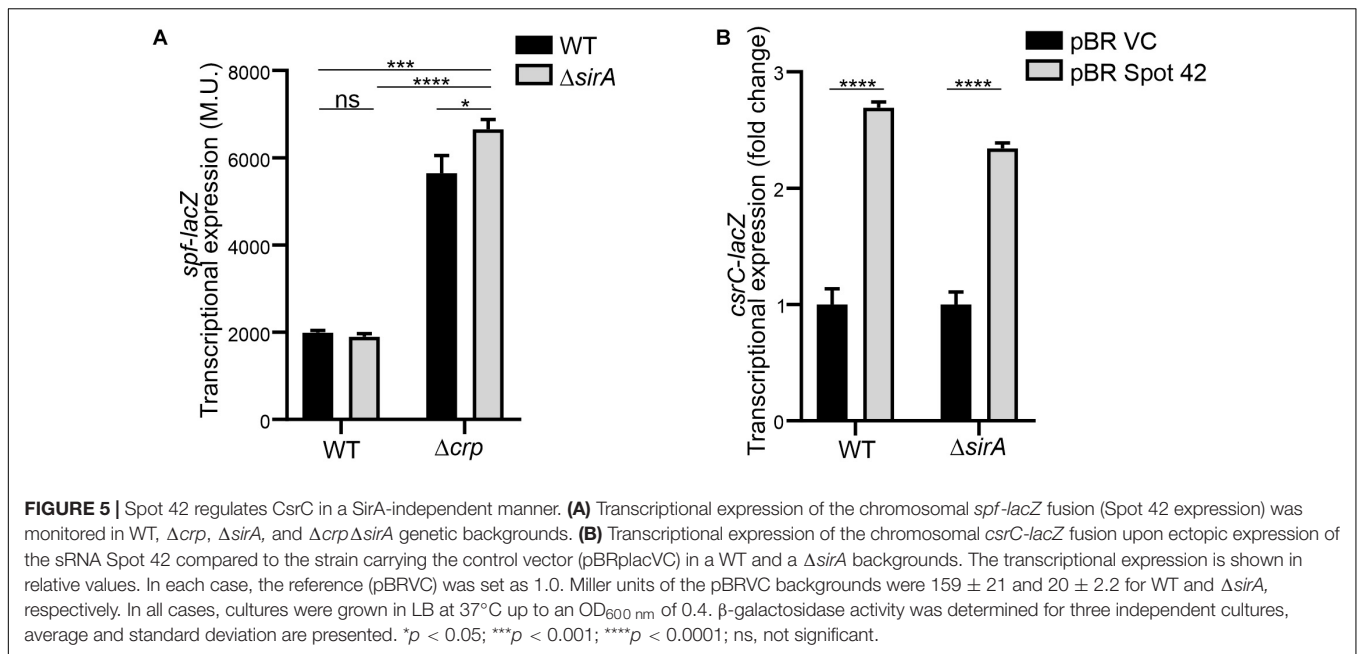 A
WT
ΔsirA
spf-lacZ
Transcriptional expression (M.U.)
8000
6000
4000
2000
0
***
****
ns
*
WT
Δcrp
B
pBR VC
pBR Spot 42
csrC-lacZ
Transcriptional expression (fold change)
3
2
1
0
****
****
WT
ΔsirA
FIGURE 5 | Spot 42 regulates CsrC in a SirA-independent manner. (A) Transcriptional expression of the chromosomal spf-lacZ fusion (Spot 42 expression) was
monitored in WT, Δcrp, ΔsirA, and ΔcrpΔsirA genetic backgrounds. (B) Transcriptional expression of the chromosomal csrC-lacZ fusion upon ectopic expression of
the sRNA Spot 42 compared to the strain carrying the control vector (pBRplacVC) in a WT and a ΔsirA backgrounds. The transcriptional expression is shown in
relative values. In each case, the reference (pBRVC) was set as 1.0. Miller units of the pBRVC backgrounds were 159 ± 21 and 20 ± 2.2 for WT and ΔsirA,
respectively. In all cases, cultures were grown in LB at 37°C up to an OD600 nm of 0.4. β-galactosidase activity was determined for three independent cultures,
average and standard deviation are presented. *p < 0.05; ***p < 0.001; ****p < 0.0001; ns, not significant.